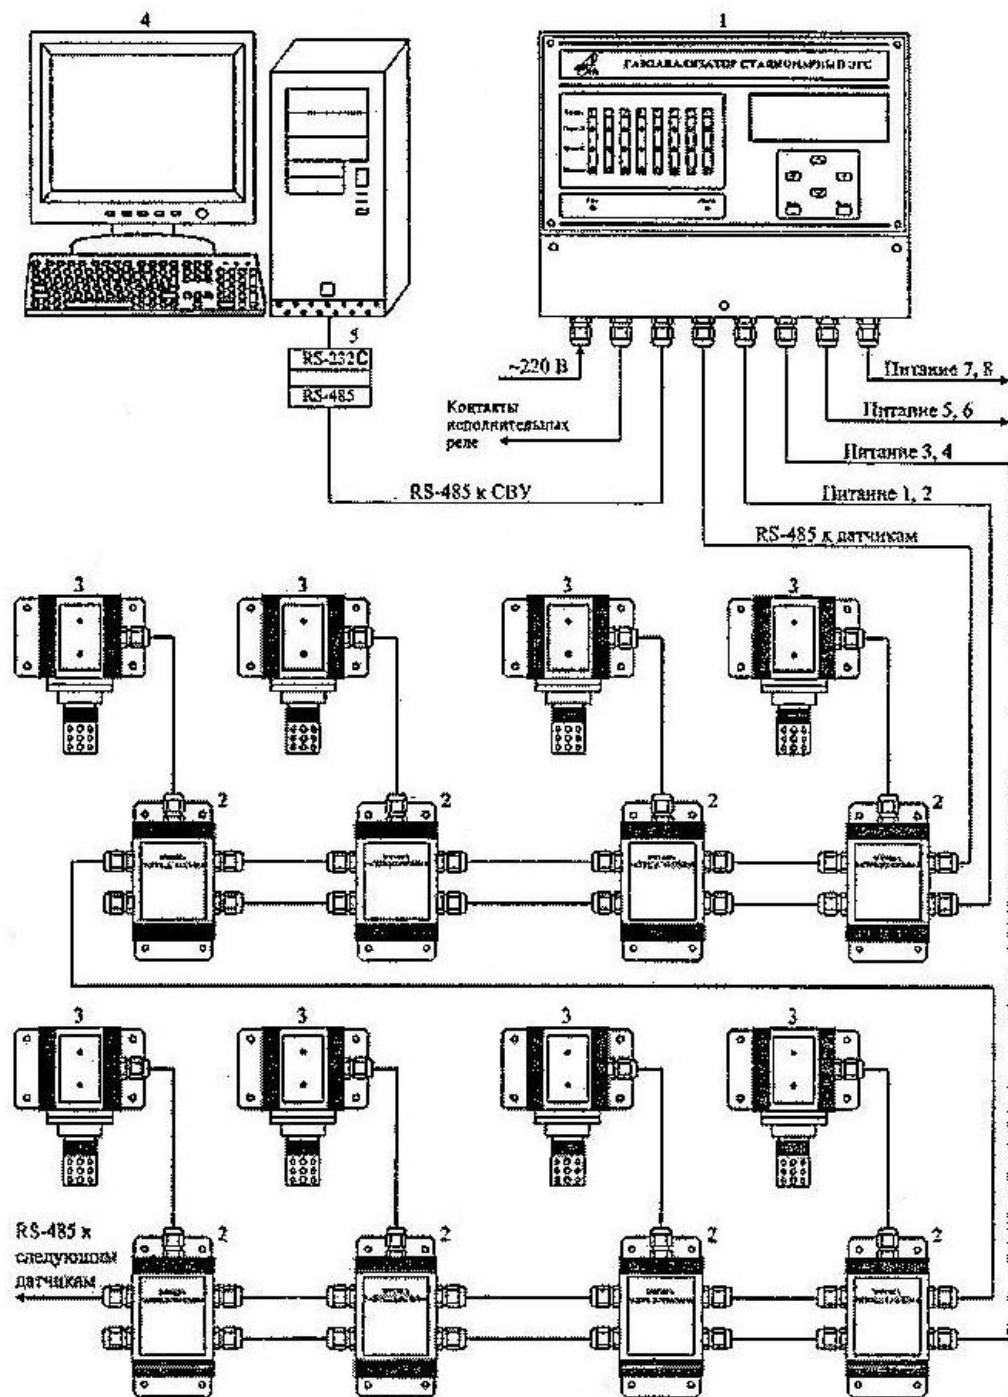 4
1
ГАЗОАНАЛИЗАТОР СТАЦИОНАРНЫЙ ЭГС
5
RS-232C
RS-485
~220 В
Контакты
исполнительных
реле
RS-485 к СВУ
Питание 7, 8
Питание 5, 6
Питание 3, 4
Питание 1, 2
RS-485 к датчикам
3
3
3
3
2
2
2
2
3
3
3
3
2
2
2
2
RS-485 к
следующим
датчикам